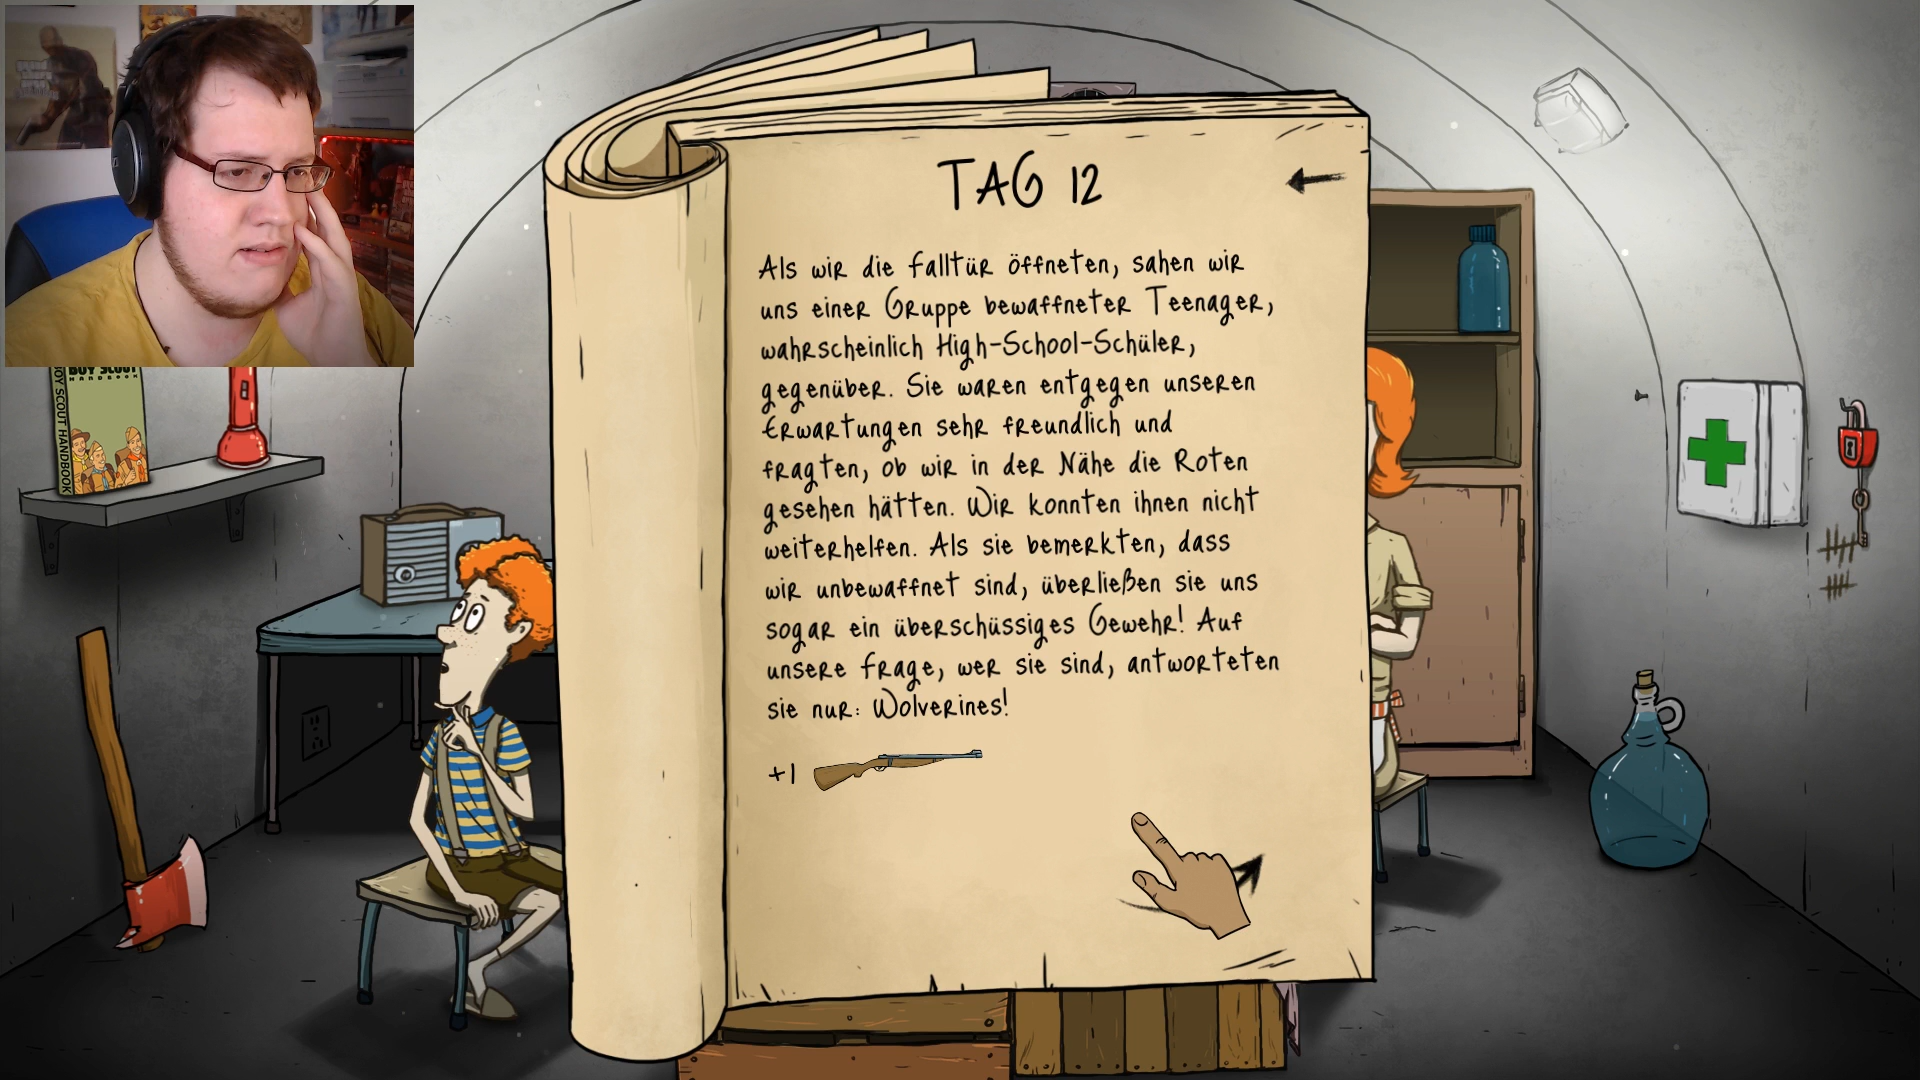 TAG 12
Als wir die Falltür öffneten, sahen wir
uns einer Gruppe bewaffneter Teenager,
wahrscheinlich High-School-Schüler,
gegenüber. Sie waren entgegen unseren
Erwartungen sehr freundlich und
fragten, ob wir in der Nähe die Roten
gesehen hätten. Wir konnten ihnen nicht
weiterhelfen. Als sie bemerkten, dass
wir unbewaffnet sind, überließen sie uns
sogar ein überschüssiges Gewehr! Auf
unsere Frage, wer sie sind, antworteten
sie nur: Wolverines!
+1
BOY SCOUT
HANDBOOK
BOY SCOUT HANDBOOK